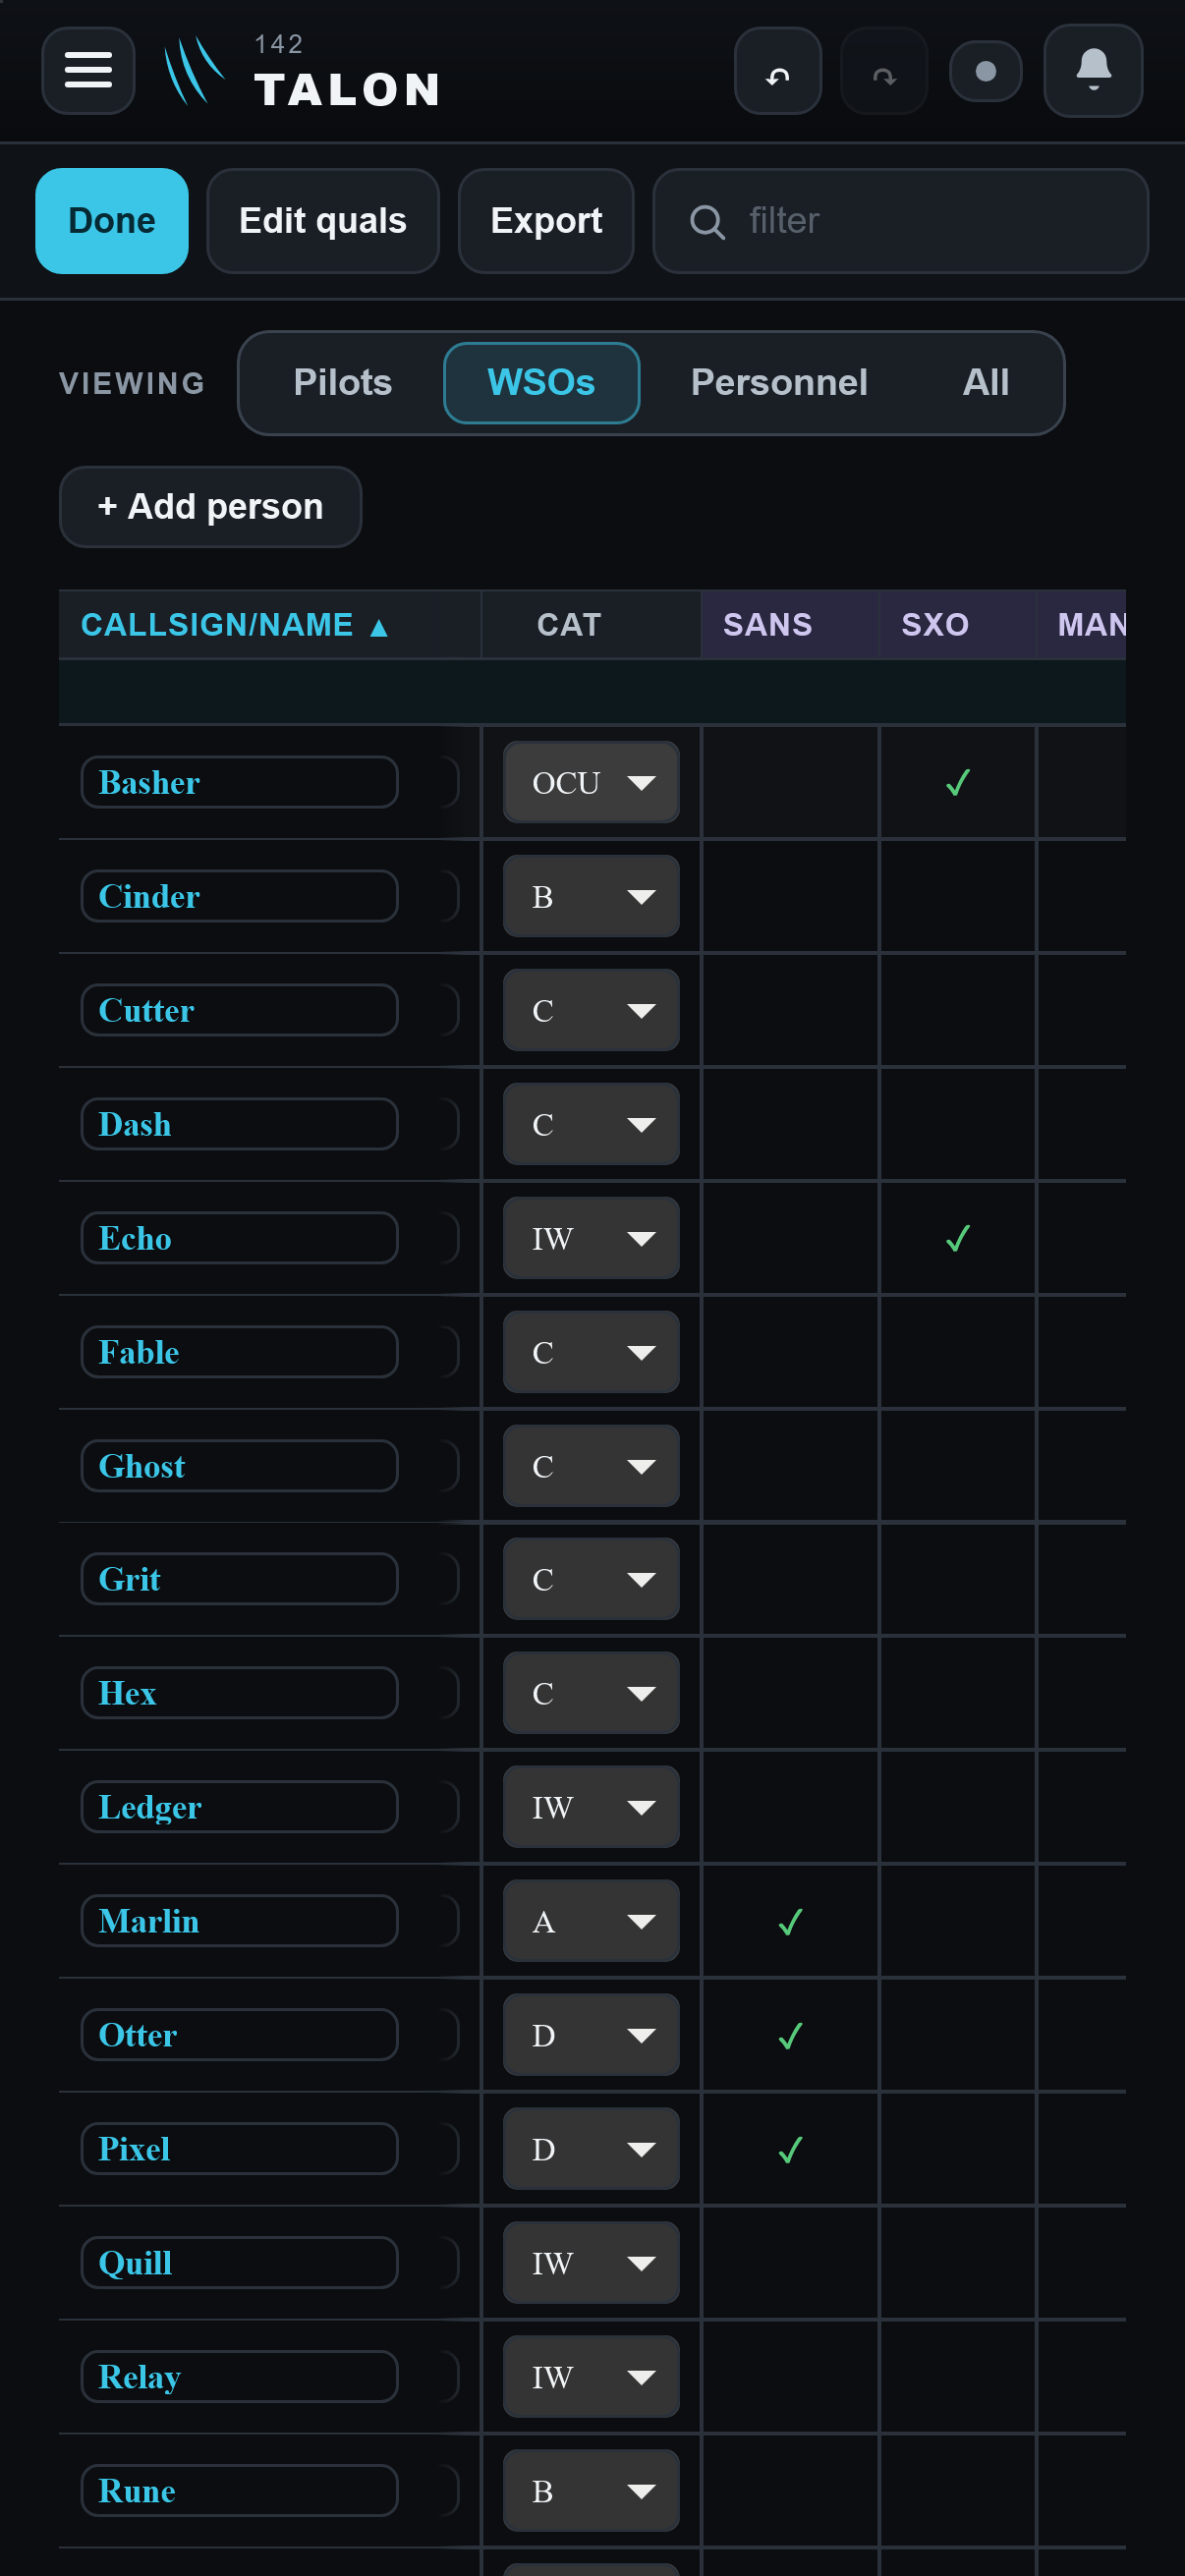 142
TALON
Done Edit quals Export filter
VIEWING Pilots WSOs Personnel All
+ Add person
CALLSIGN/NAME ▲ CAT SANS SXO MAN
Basher OCU ✓
Cinder B
Cutter C
Dash C
Echo IW ✓
Fable C
Ghost C
Grit C
Hex C
Ledger IW
Marlin A ✓
Otter D ✓
Pixel D ✓
Quill IW
Relay IW
Rune B